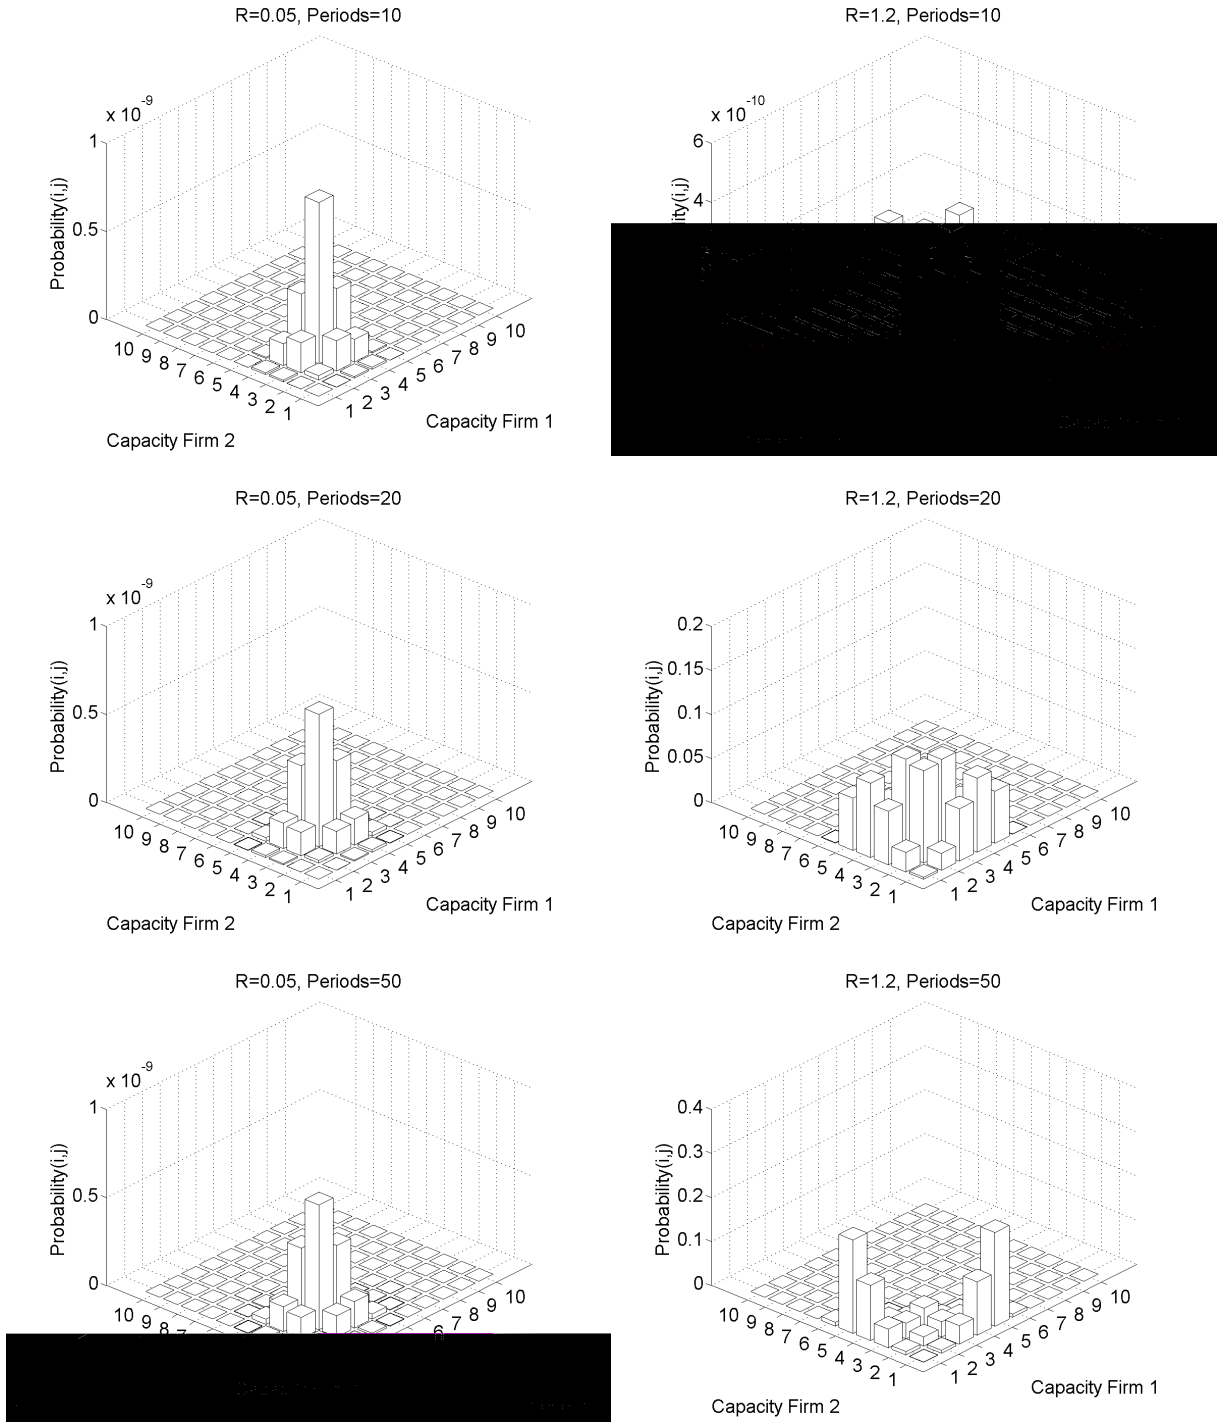 R=0.05, Periods=10
x 10^-9
1
0.5
0
Probability(i,j)
10 9 8 7 6 5 4 3 2 1
1 2 3 4 5 6 7 8 9 10
Capacity Firm 2
Capacity Firm 1
R=1.2, Periods=10
x 10^-10
6
4
R=0.05, Periods=20
x 10^-9
1
0.5
0
Probability(i,j)
10 9 8 7 6 5 4 3 2 1
1 2 3 4 5 6 7 8 9 10
Capacity Firm 2
Capacity Firm 1
R=1.2, Periods=20
0.2
0.15
0.1
0.05
0
Probability(i,j)
10 9 8 7 6 5 4 3 2 1
1 2 3 4 5 6 7 8 9 10
Capacity Firm 2
Capacity Firm 1
R=0.05, Periods=50
x 10^-9
1
0.5
0
Probability(i,j)
10 9 8
6 7 8 9 10
R=1.2, Periods=50
0.4
0.3
0.2
0.1
0
Probability(i,j)
10 9 8 7 6 5 4 3 2 1
1 2 3 4 5 6 7 8 9 10
Capacity Firm 2
Capacity Firm 1